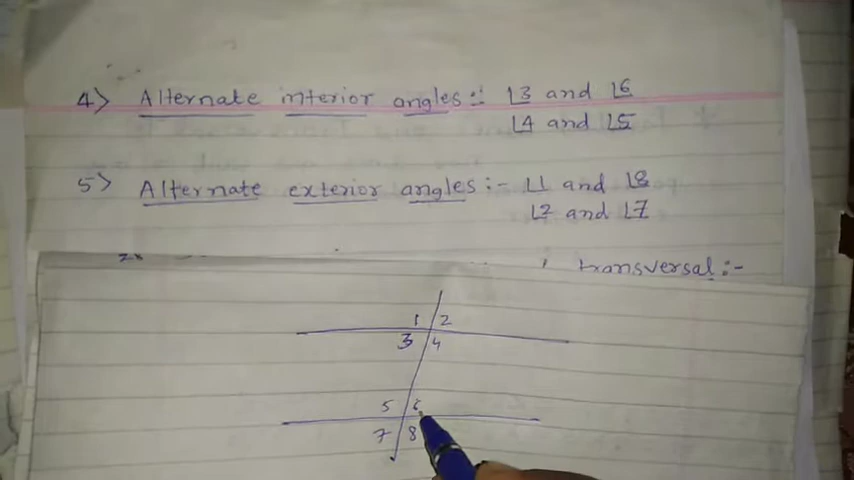 4) Alternate interior angles :: ∠3 and ∠6
∠4 and ∠5
5) Alternate exterior angles :- ∠1 and ∠8
∠2 and ∠7
transversal :-
1 2
3 4
5 6
7 8